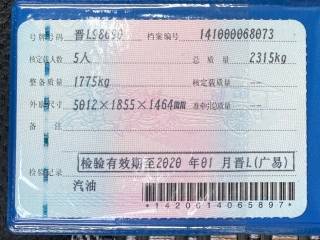 号牌号码 晋L98690 档案编号 141000068073
核定载人数 5人 总质量 2315kg
整备质量 1775kg 核定载质量 --
外廓尺寸 5012×1855×1464mm 准牵引总质量 --
备注
检验有效期至2020年01月晋L(广易)
检验记录
汽油
*1420614065897*